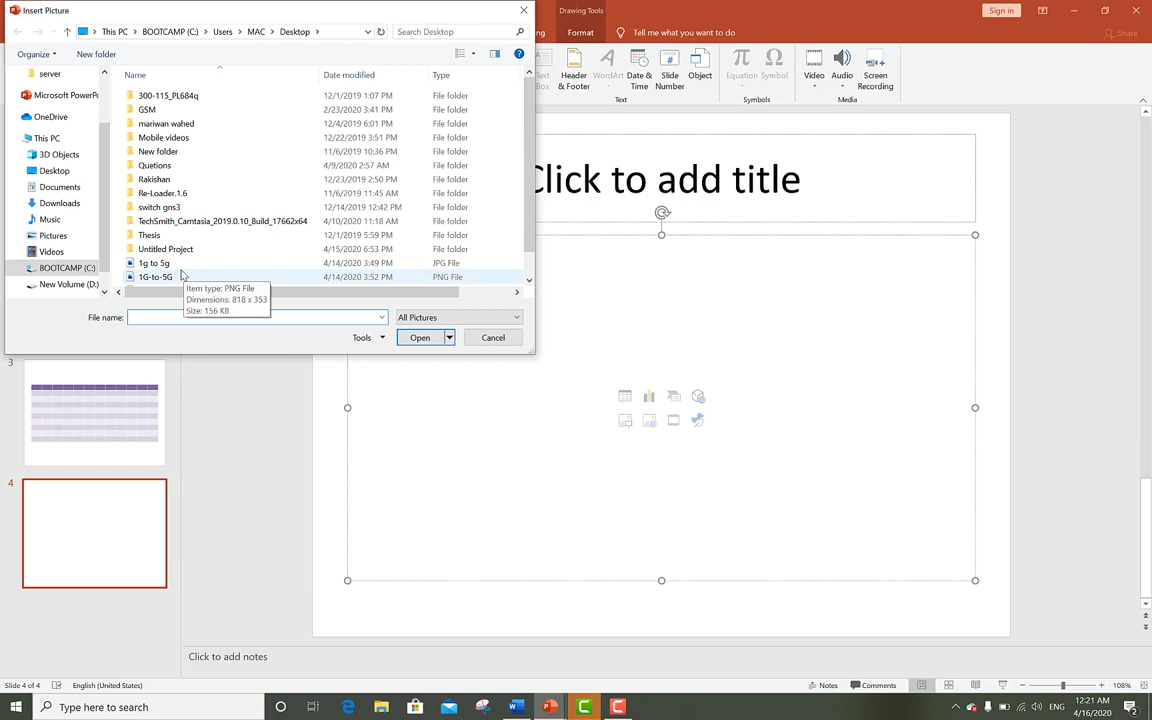 Insert Picture
This PC > BOOTCAMP (C:) > Users > MAC > Desktop >
Search Desktop
Organize
New folder
server
Microsoft PowerPo
OneDrive
This PC
3D Objects
Desktop
Documents
Downloads
Music
Pictures
Videos
BOOTCAMP (C:)
New Volume (D:)
Name Date modified Type
300-115_PL684q 12/1/2019 1:07 PM File folder
GSM 2/23/2020 3:41 PM File folder
mariwan wahed 12/4/2019 6:01 PM File folder
Mobile videos 12/22/2019 3:51 PM File folder
New folder 11/6/2019 10:36 PM File folder
Quetions 4/9/2020 2:57 AM File folder
Rakishan 12/23/2019 2:50 PM File folder
Re-Loader.1.6 11/6/2019 11:45 AM File folder
switch gns3 12/14/2019 12:42 PM File folder
TechSmith_Camtasia_2019.0.10_Build_17662x64 4/10/2020 11:18 AM File folder
Thesis 12/1/2019 5:59 PM File folder
Untitled Project 4/15/2020 6:53 PM File folder
1g to 5g 4/14/2020 3:49 PM JPG File
1G-to-5G 4/14/2020 3:52 PM PNG File
Item type: PNG File
Dimensions: 818 x 353
Size: 156 KB
File name:
All Pictures
Tools
Open
Cancel
Drawing Tools
Sign in
ng
Format
Tell me what you want to do
Share
Text Box
Header & Footer
WordArt
Date & Time
Slide Number
Object
Equation
Symbol
Video
Audio
Screen Recording
Text
Symbols
Media
3
4
Click to add title
Click to add notes
Slide 4 of 4
English (United States)
Notes
Comments
108%
Type here to search
ENG
12:21 AM
4/16/2020
2